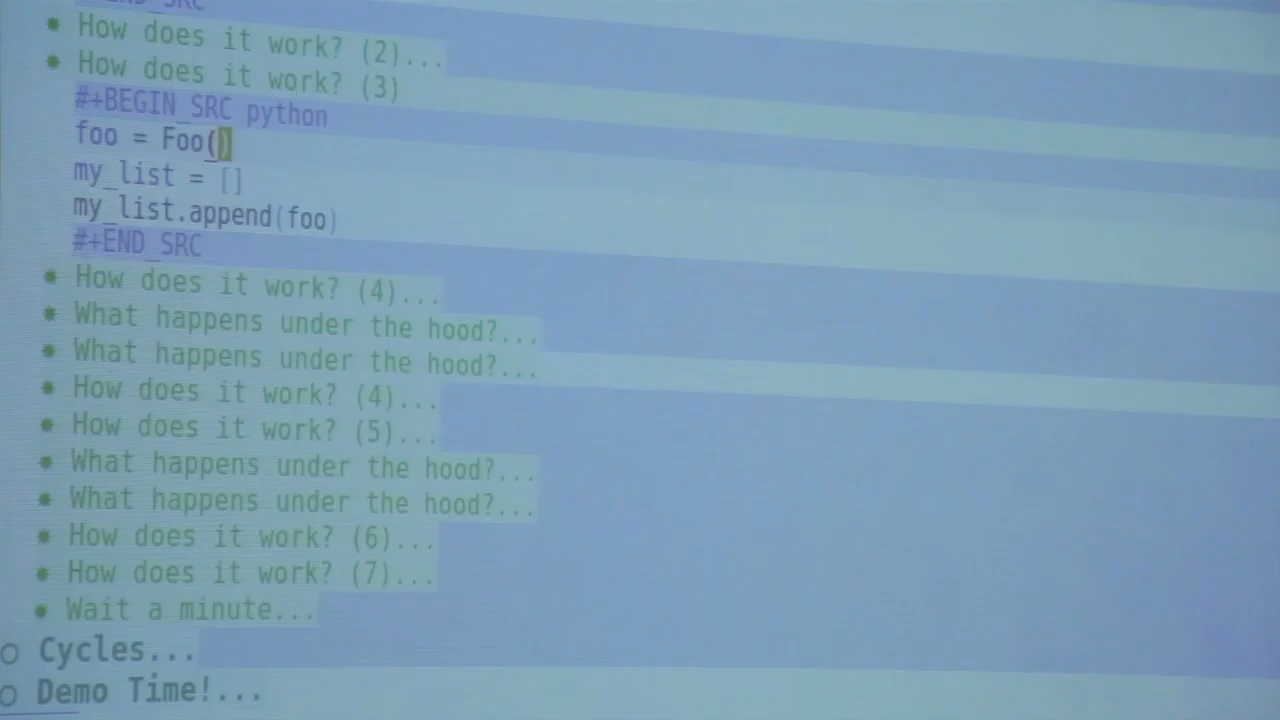 #+END_SRC
* How does it work? (2)...
* How does it work? (3)
#+BEGIN_SRC python
foo = Foo()
my_list = []
my_list.append(foo)
#+END_SRC
* How does it work? (4)...
* What happens under the hood?...
* What happens under the hood?...
* How does it work? (4)...
* How does it work? (5)...
* What happens under the hood?...
* What happens under the hood?...
* How does it work? (6)...
* How does it work? (7)...
* Wait a minute...
○ Cycles...
○ Demo Time!...